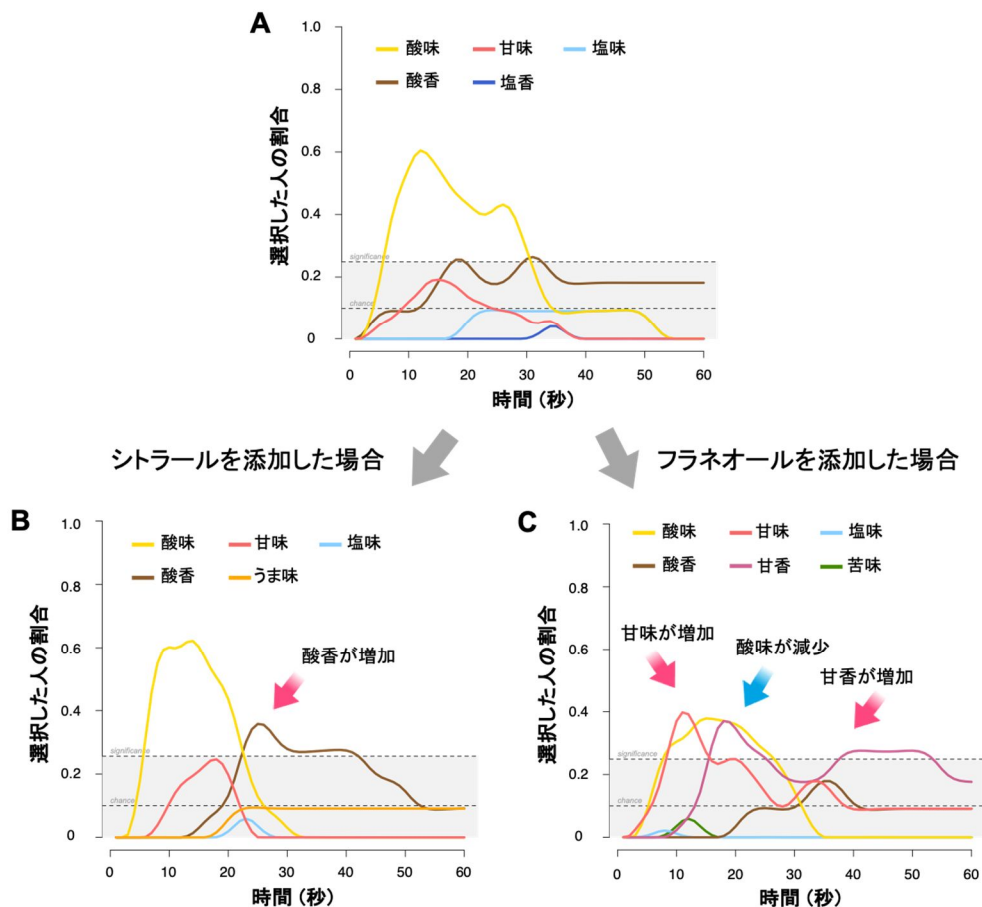 A
1.0
0.8
0.6
0.4
0.2
0
選択した人の割合
酸味 甘味 塩味
酸香 塩香
significance
chance
0 10 20 30 40 50 60
時間（秒）
シトラールを添加した場合
フラネオールを添加した場合
B
1.0
0.8
0.6
0.4
0.2
0
選択した人の割合
酸味 甘味 塩味
酸香 うま味
酸香が増加
significance
chance
0 10 20 30 40 50 60
時間（秒）
C
1.0
0.8
0.6
0.4
0.2
0
選択した人の割合
酸味 甘味 塩味
酸香 甘香 苦味
甘味が増加
酸味が減少
甘香が増加
significance
chance
0 10 20 30 40 50 60
時間（秒）